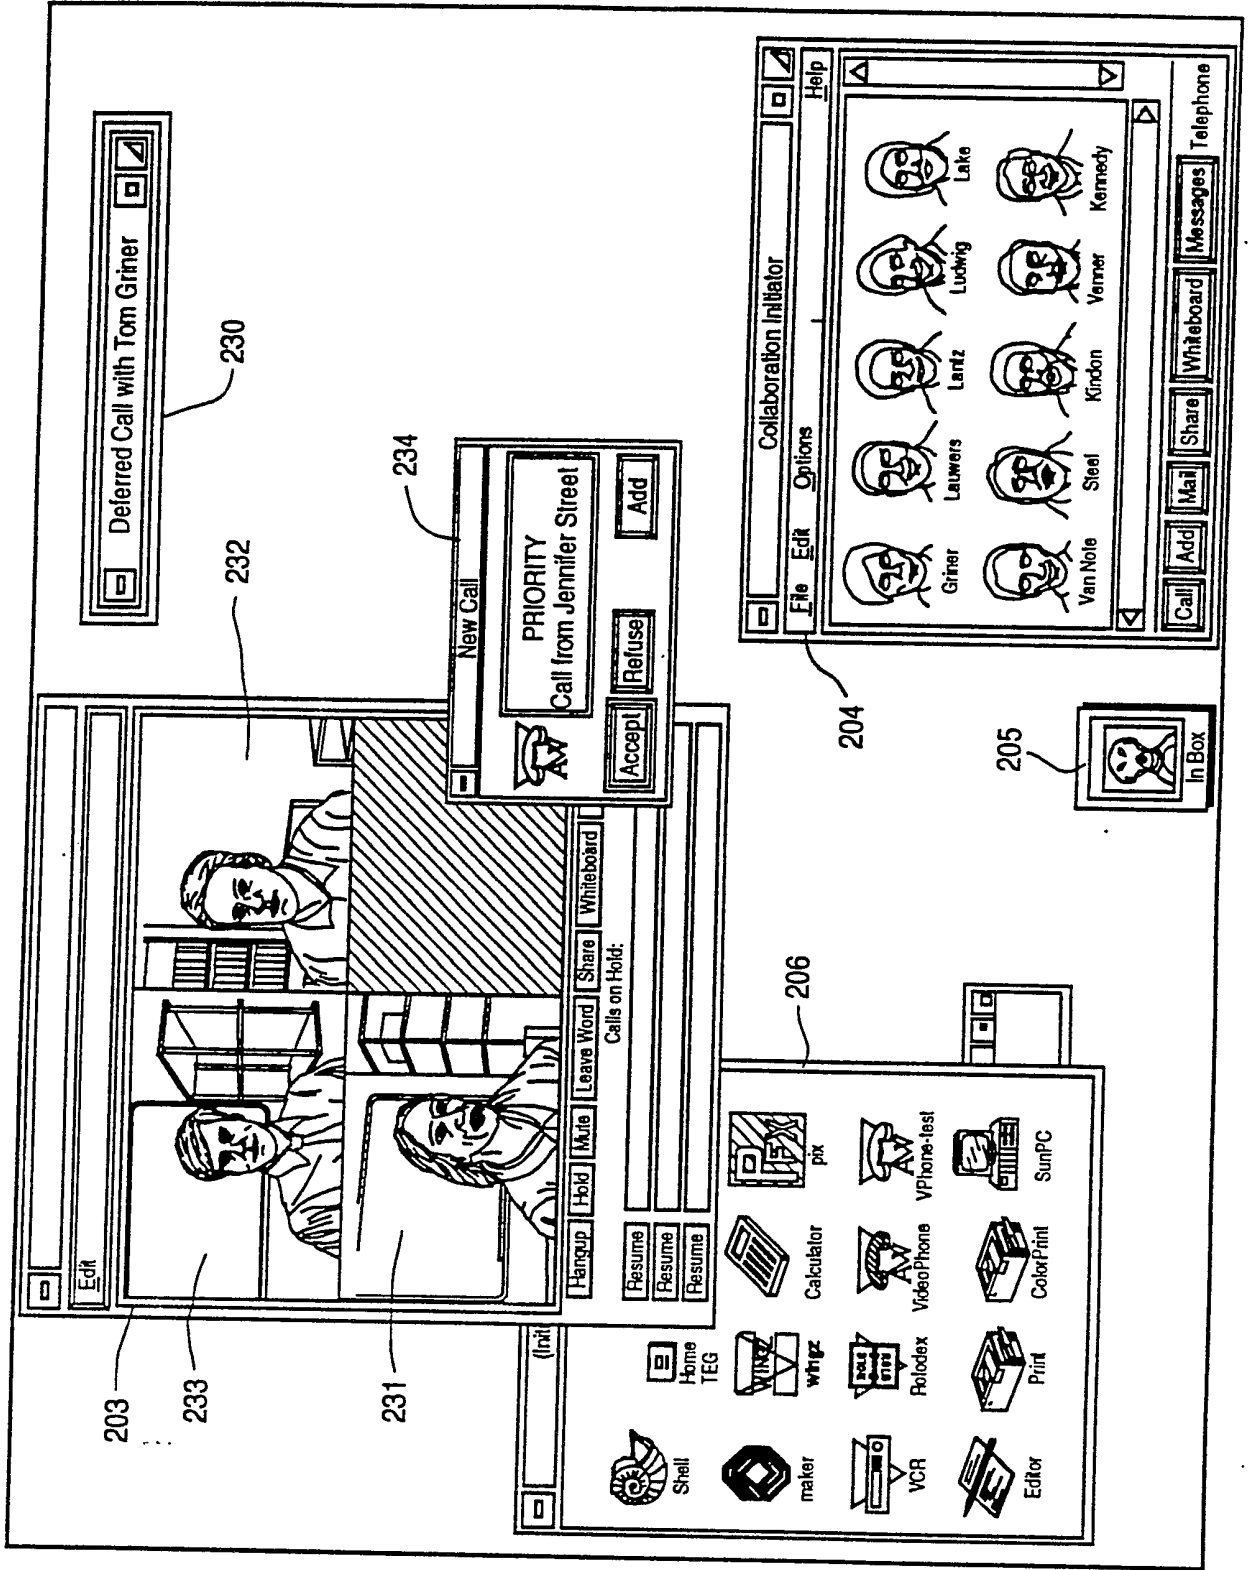 Edit
203
233
231
232
Hangup Hold Mute Leave Word Share Whiteboard
Calls on Hold:
Resume
Resume
Resume
Deferred Call with Tom Griner
230
234
New Call
PRIORITY
Call from Jennifer Street
Accept Refuse Add
(Init
Home
TEG
Shell
maker wingz Calculator pix
WINGZ
VCR Rolodex VideoPhone VPhone-test
Editor Print ColorPrint SunPC
206
205
In Box
204
Collaboration Initiator
File Edit Options Help
Griner Lauwers Lantz Ludwig Lake
Van Note Steel Kindon Venner Kennedy
Call Add Mail Share Whiteboard Messages Telephone